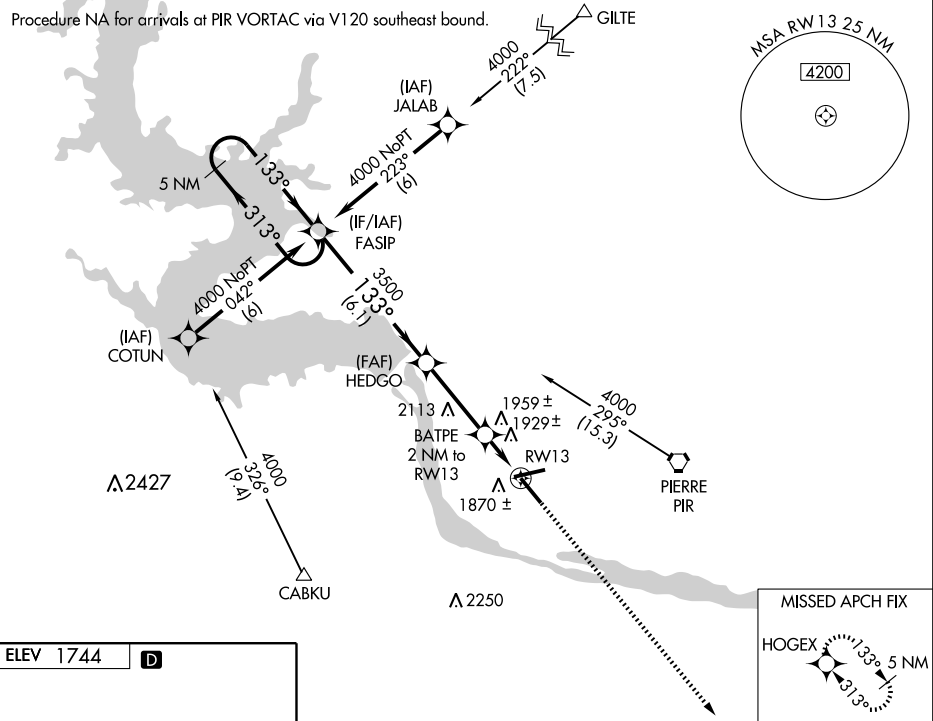 Procedure NA for arrivals at PIR VORTAC via V120 southeast bound.
GILTE
4000
222°
(7.5)
MSA RW13 25 NM
4200
(IAF)
JALAB
4000 NoPT
223°
(6)
5 NM
133°
313°
(IF/IAF)
FASIP
4000 NoPT
042°
(6)
(IAF)
COTUN
3500
133°
(6.1)
(FAF)
HEDGO
2113
1959 ±
1929 ±
BATPE
2 NM to
RW13
RW13
1870 ±
4000
295°
(15.3)
PIERRE
PIR
2427
4000
326°
(9.4)
CABKU
2250
MISSED APCH FIX
HOGEX
133°
313°
5 NM
ELEV 1744
D